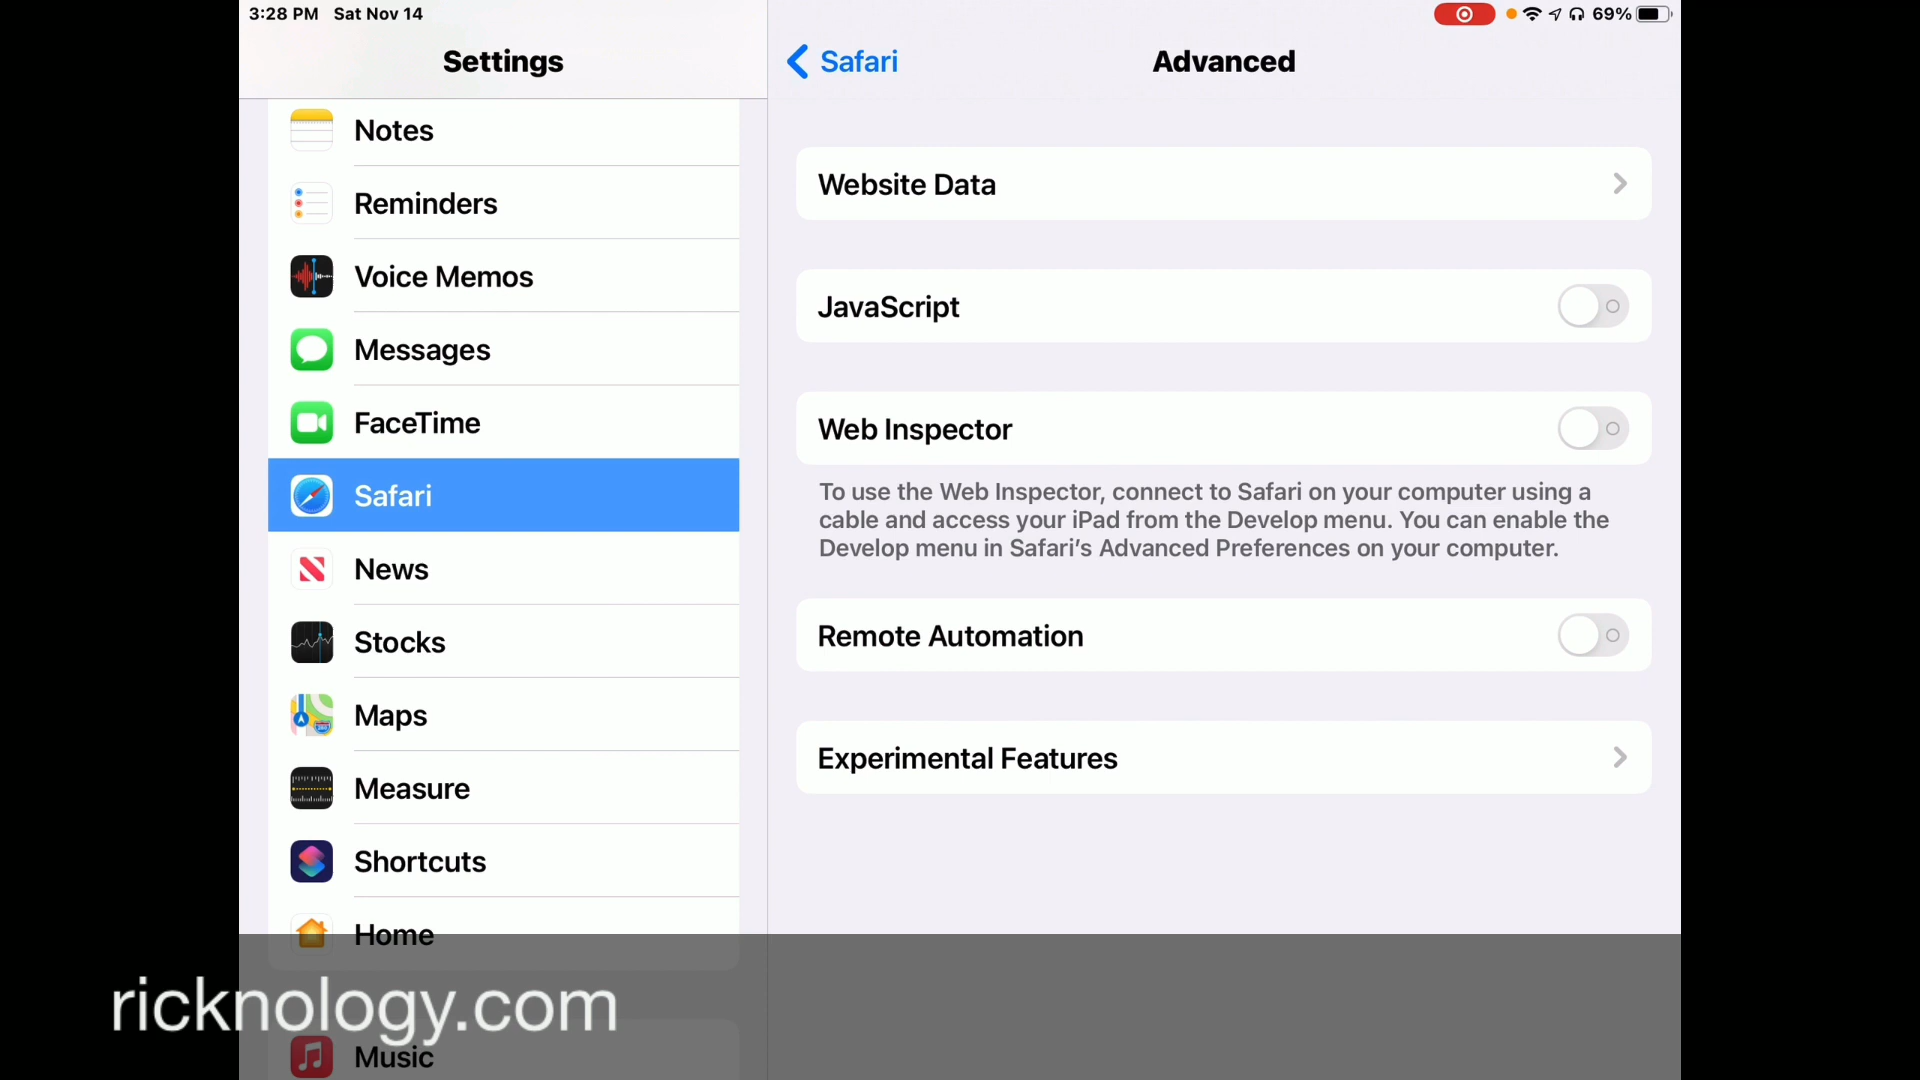 3:28 PM Sat Nov 14
69%
Settings
Notes
Reminders
Voice Memos
Messages
FaceTime
Safari
News
Stocks
Maps
Measure
Shortcuts
Home
Music
Safari
Advanced
Website Data
JavaScript
Web Inspector
To use the Web Inspector, connect to Safari on your computer using a
cable and access your iPad from the Develop menu. You can enable the
Develop menu in Safari’s Advanced Preferences on your computer.
Remote Automation
Experimental Features
ricknology.com